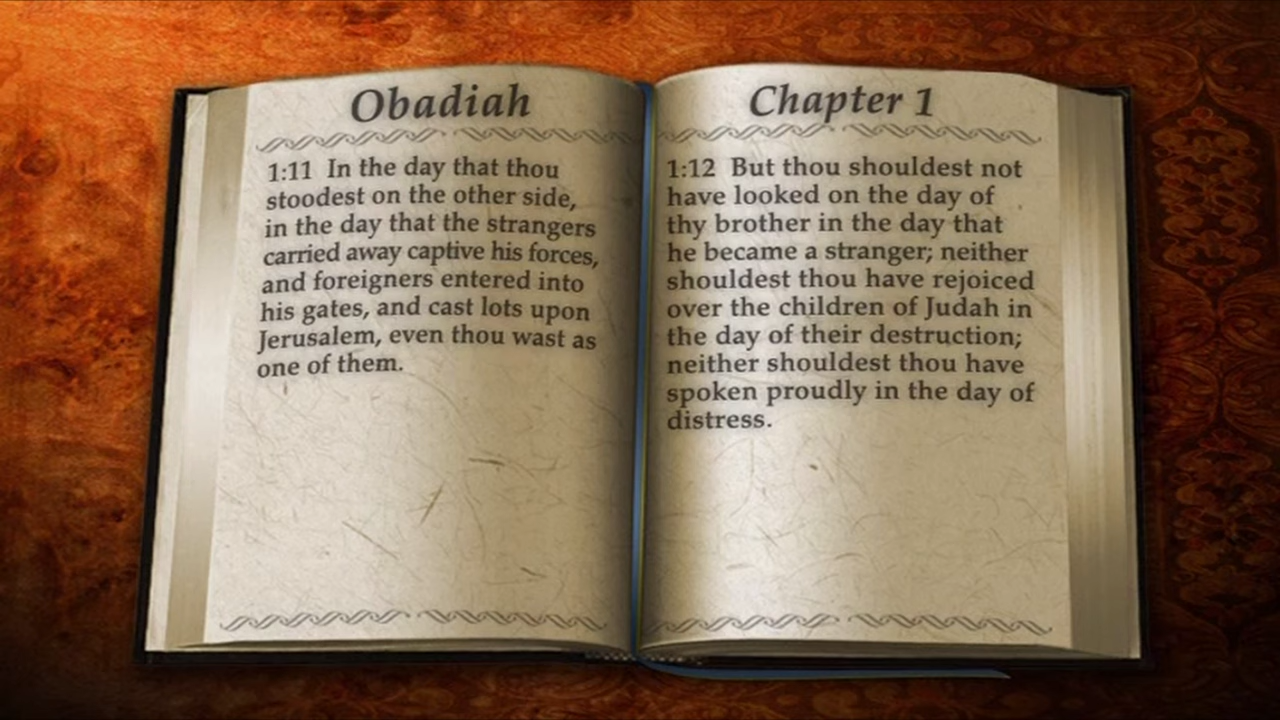 Obadiah
1:11 In the day that thou
stoodest on the other side,
in the day that the strangers
carried away captive his forces,
and foreigners entered into
his gates, and cast lots upon
Jerusalem, even thou wast as
one of them.
Chapter 1
1:12 But thou shouldest not
have looked on the day of
thy brother in the day that
he became a stranger; neither
shouldest thou have rejoiced
over the children of Judah in
the day of their destruction;
neither shouldest thou have
spoken proudly in the day of
distress.